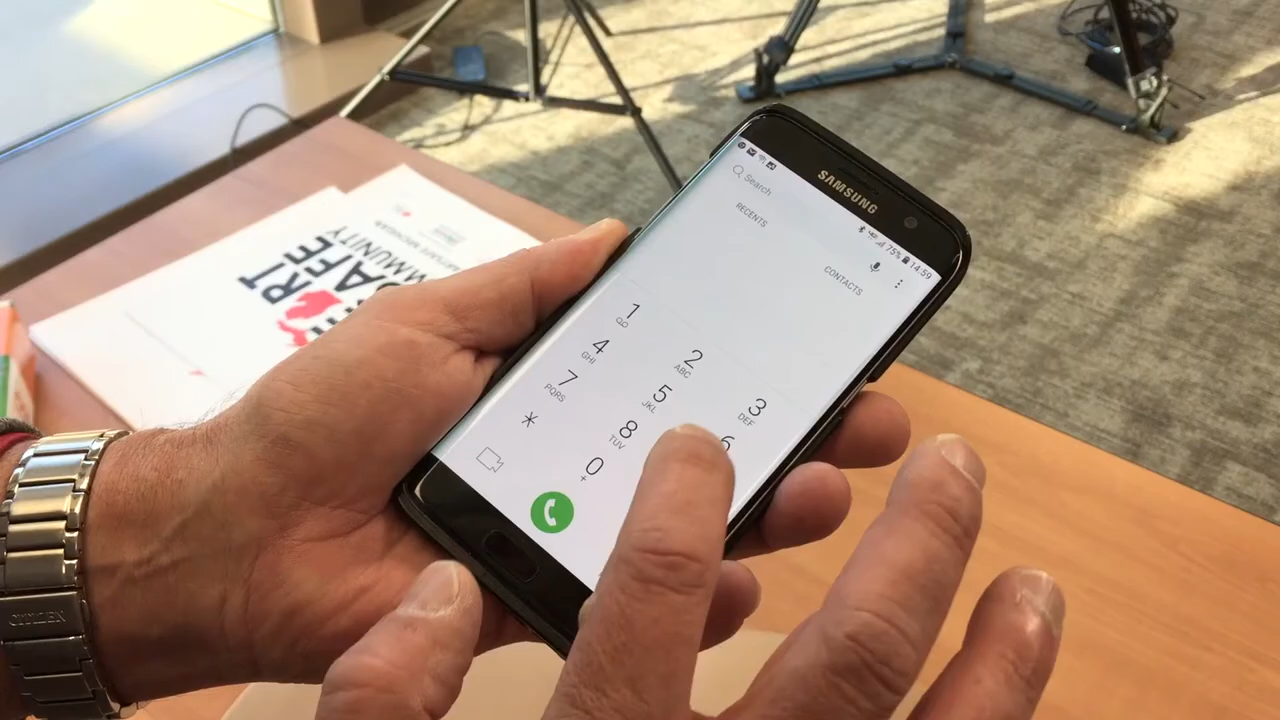 SAMSUNG
75% 14:59
Search
RECENTS
CONTACTS
1
2
ABC
3
DEF
4
GHI
5
JKL
6
7
PQRS
8
TUV
*
0
+
RT
SAFE
MMUNITY
CITIZEN